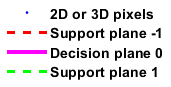 2D or 3D pixels
Support plane -1
Decision plane 0
Support plane 1